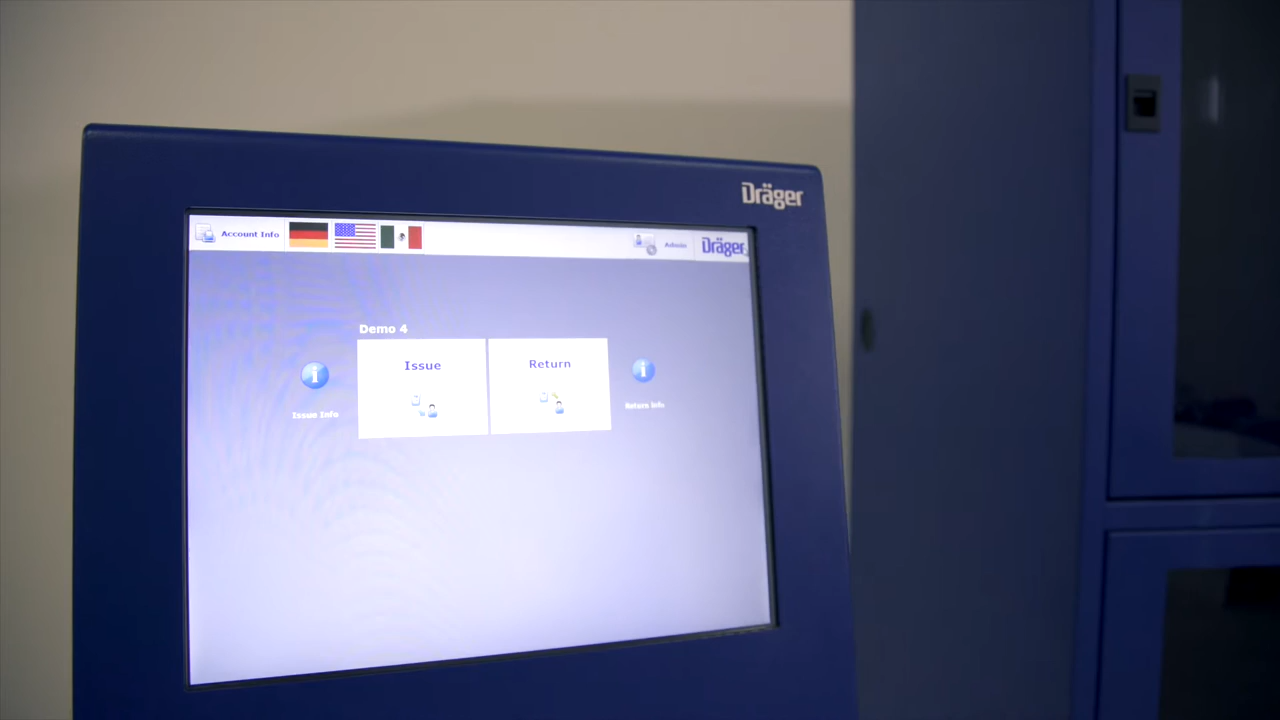 Dräger
Account Info
Admin
Dräger
Demo 4
Issue
Return
Issue Info
Return Info